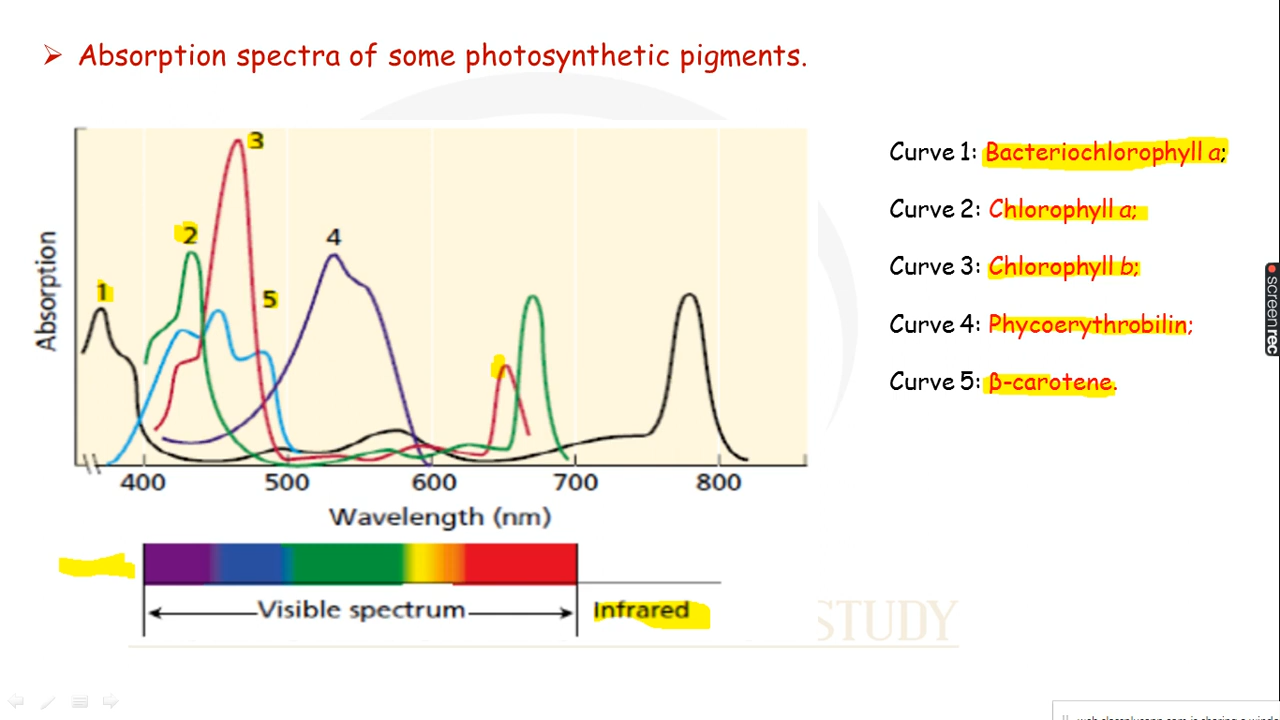 ➢ Absorption spectra of some photosynthetic pigments.
Absorption
1
2
3
4
5
400 500 600 700 800
Wavelength (nm)
Visible spectrum
Infrared
Curve 1: Bacteriochlorophyll a;
Curve 2: Chlorophyll a;
Curve 3: Chlorophyll b;
Curve 4: Phycoerythrobilin;
Curve 5: β-carotene.
STUDY
screenrec